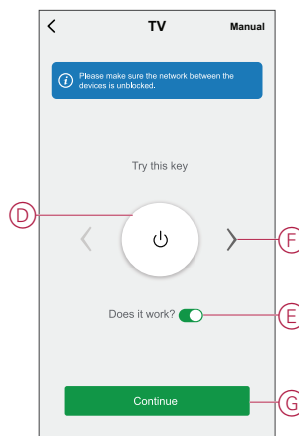 TV
Manual
Please make sure the network between the
devices is unblocked.
Try this key
D
F
Does it work?
E
Continue
G